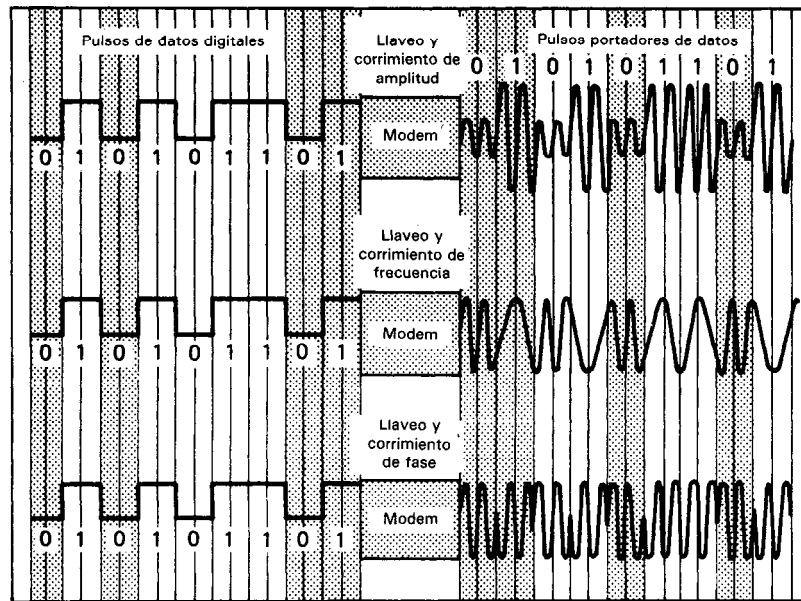 Pulsos de datos digitales
Llaveo y
corrimiento de
amplitud
Pulsos portadores de datos
0 1 0 1 0 1 1 0 1
Modem
0 1 0 1 0 1 1 0 1
Llaveo y
corrimiento de
frecuencia
Modem
0 1 0 1 0 1 1 0 1
Llaveo y
corrimiento
de fase
Modem
0 1 0 1 0 1 1 0 1